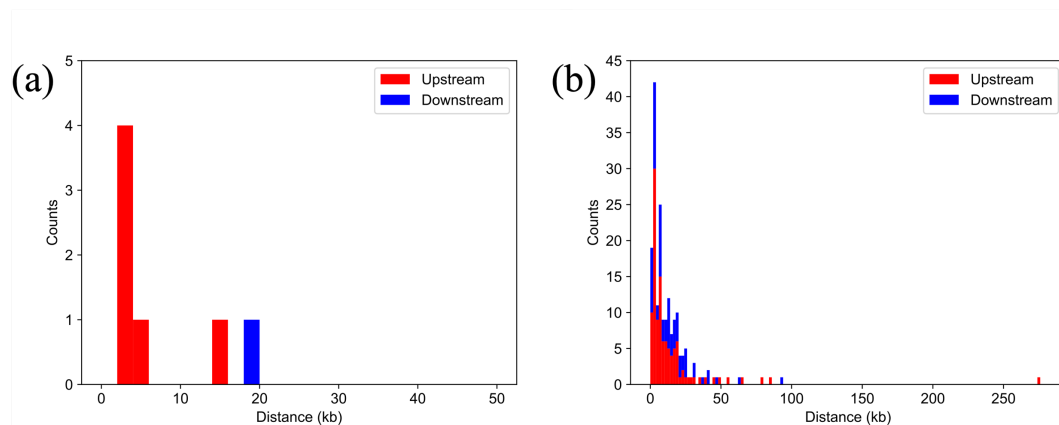 (a)
5
4
3
2
1
0
Counts
0 10 20 30 40 50
Distance (kb)
Upstream
Downstream
(b)
45
40
35
30
25
20
15
10
5
0
Counts
0 50 100 150 200 250
Distance (kb)
Upstream
Downstream